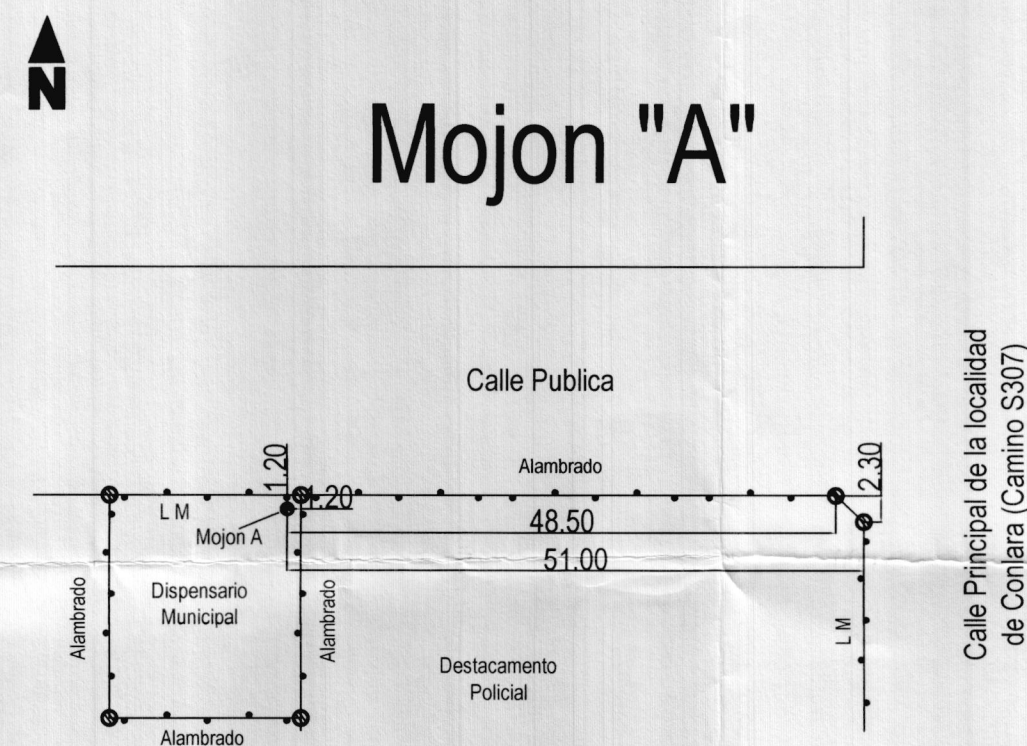 N
Mojon "A"
Calle Publica
Alambrado
1.20
1.20
2.30
L M
Mojon A
48.50
51.00
Alambrado
Dispensario
Municipal
Alambrado
Destacamento
Policial
L M
Alambrado
Calle Principal de la localidad
de Conlara (Camino S307)